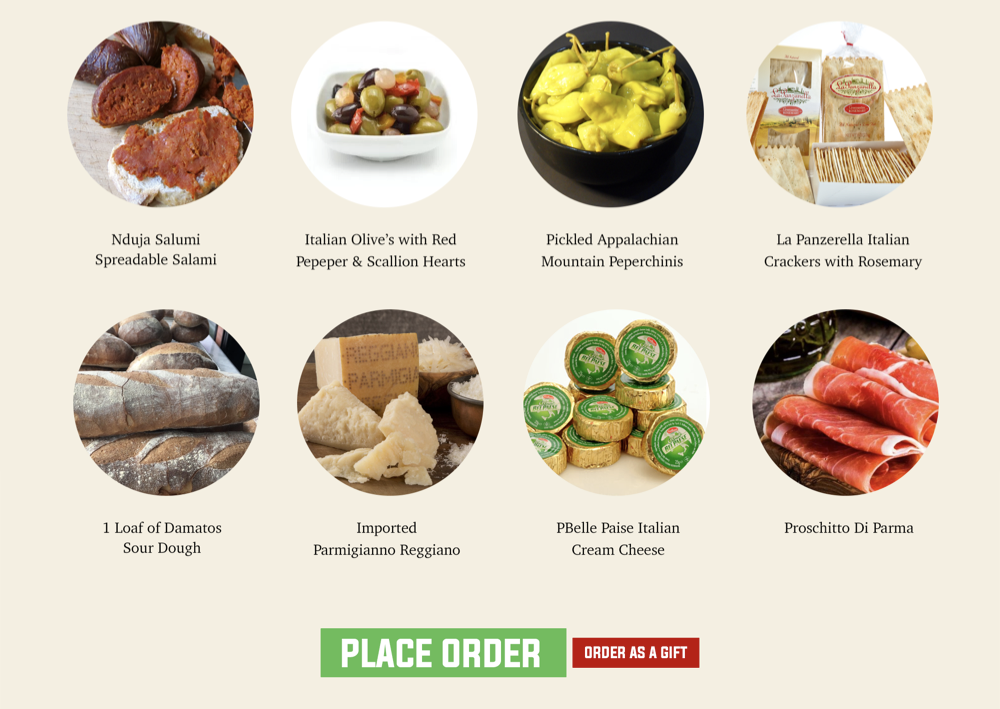 Nduja Salumi
Spreadable Salami
Italian Olive's with Red
Pepeper & Scallion Hearts
Pickled Appalachian
Mountain Peperchinis
La Panzerella Italian
Crackers with Rosemary
REGGIAN
PARMIGIA
1 Loaf of Damatos
Sour Dough
Imported
Parmigianno Reggiano
PBelle Paise Italian
Cream Cheese
Proschitto Di Parma
PLACE ORDER
ORDER AS A GIFT